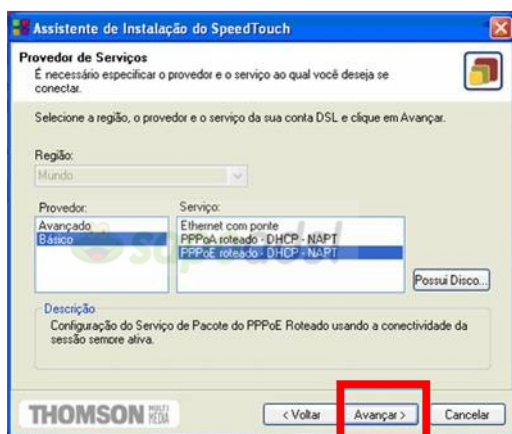 Assistente de Instalação do SpeedTouch
Provedor de Serviços
É necessário especificar o provedor e o serviço ao qual você deseja se
conectar.
Selecione a região, o provedor e o serviço da sua conta DSL e clique em Avançar.
Região:
Mundo
Provedor:
Avançado
Básico
Serviço:
Ethernet com ponte
PPPoA roteado - DHCP - NAPT
PPPoE roteado - DHCP - NAPT
Possui Disco...
Descrição
Configuração do Serviço de Pacote do PPPoE Roteado usando a conectividade da
sessão sempre ativa.
THOMSON
< Voltar
Avançar >
Cancelar